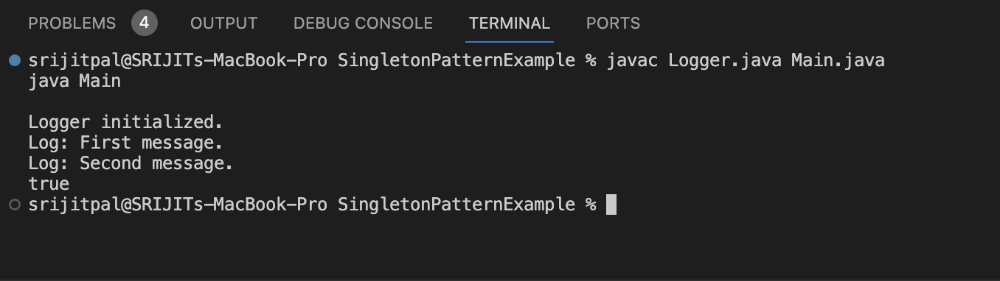 PROBLEMS 4 OUTPUT DEBUG CONSOLE TERMINAL PORTS
srijitpal@SRIJITs-MacBook-Pro SingletonPatternExample % javac Logger.java Main.java
java Main
Logger initialized.
Log: First message.
Log: Second message.
true
srijitpal@SRIJITs-MacBook-Pro SingletonPatternExample %